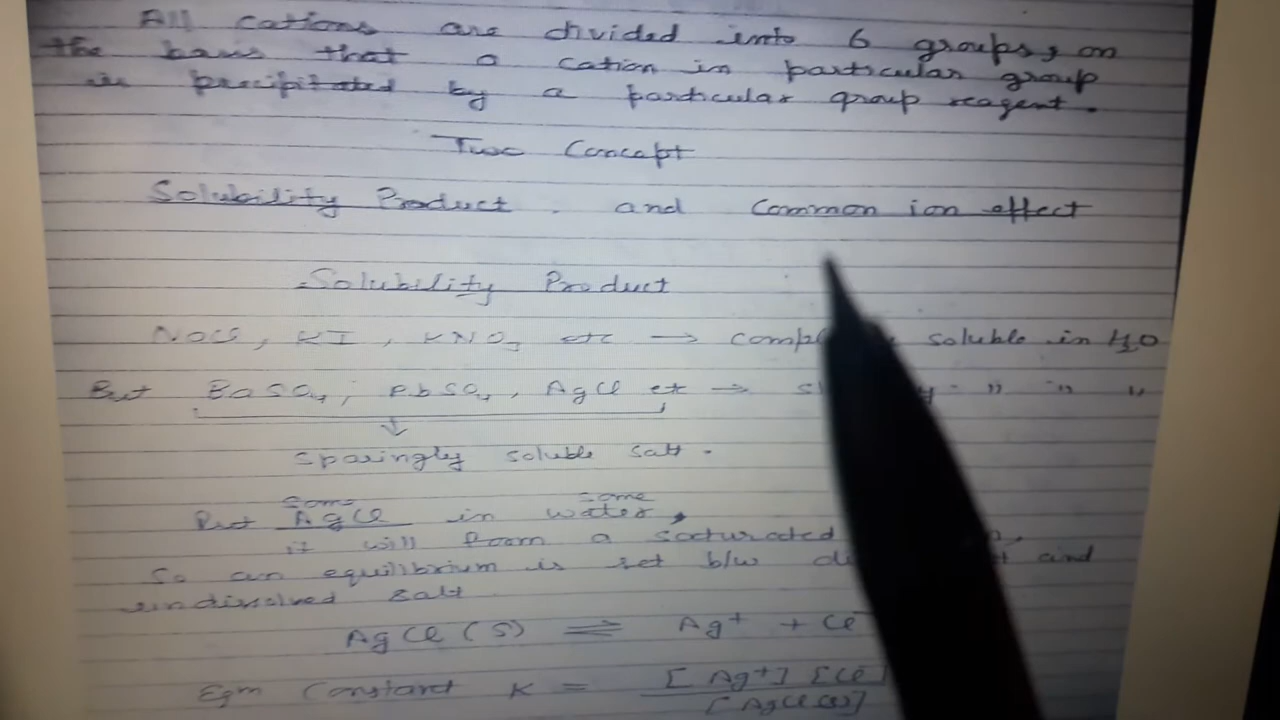 All cations are divided into 6 groups, on
the basis that a cation in particular group
is precipitated by a particular group reagent.
Two Concept
Solubility Product and Common ion effect
Solubility Product
NaCl, KI, KNO3 etc → soluble in H2O
But BaSO4, PbSO4, AgCl etc → " in "
↓
Sparingly soluble salt.
Put some AgCl in some water,
it will form a saturated
So an equilibrium is set b/w and
undissolved salt
AgCl (s) ⇌ Ag+ + Cl-
Eqm Constant K = [Ag+] [Cl-]
[AgCl(s)]